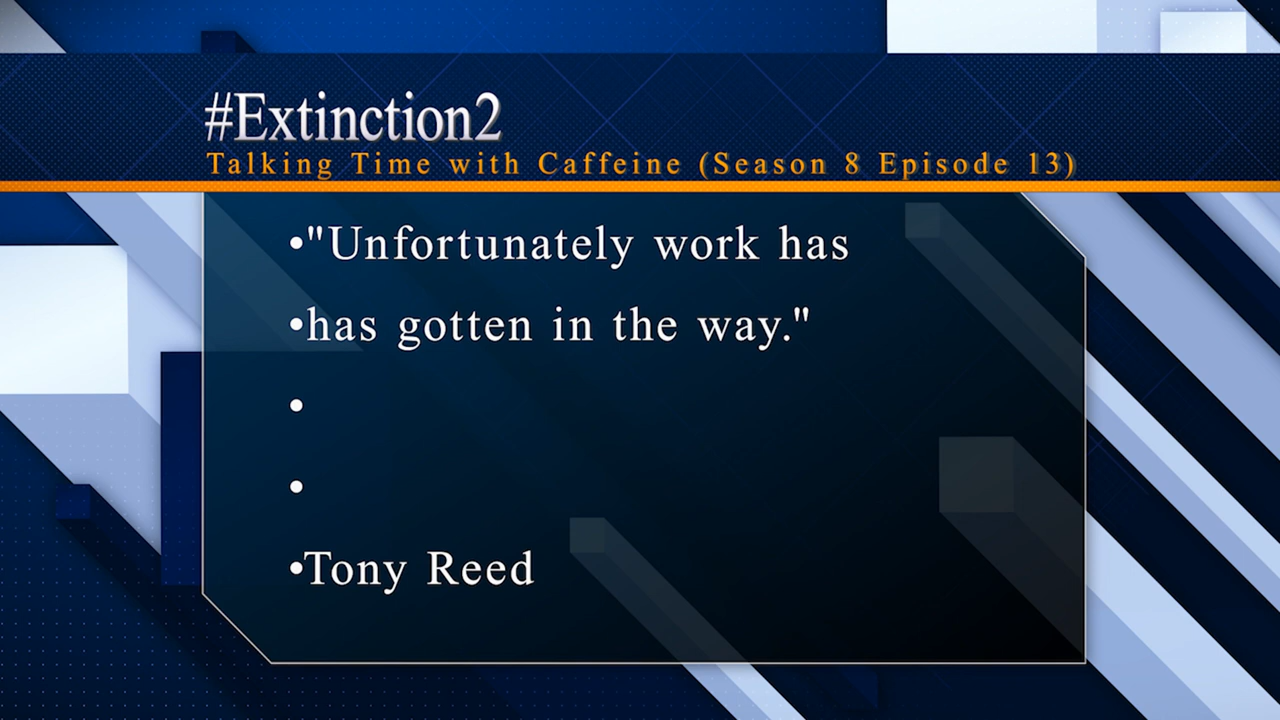 #Extinction2
Talking Time with Caffeine (Season 8 Episode 13)
•"Unfortunately work has
•has gotten in the way."
•
•
•Tony Reed